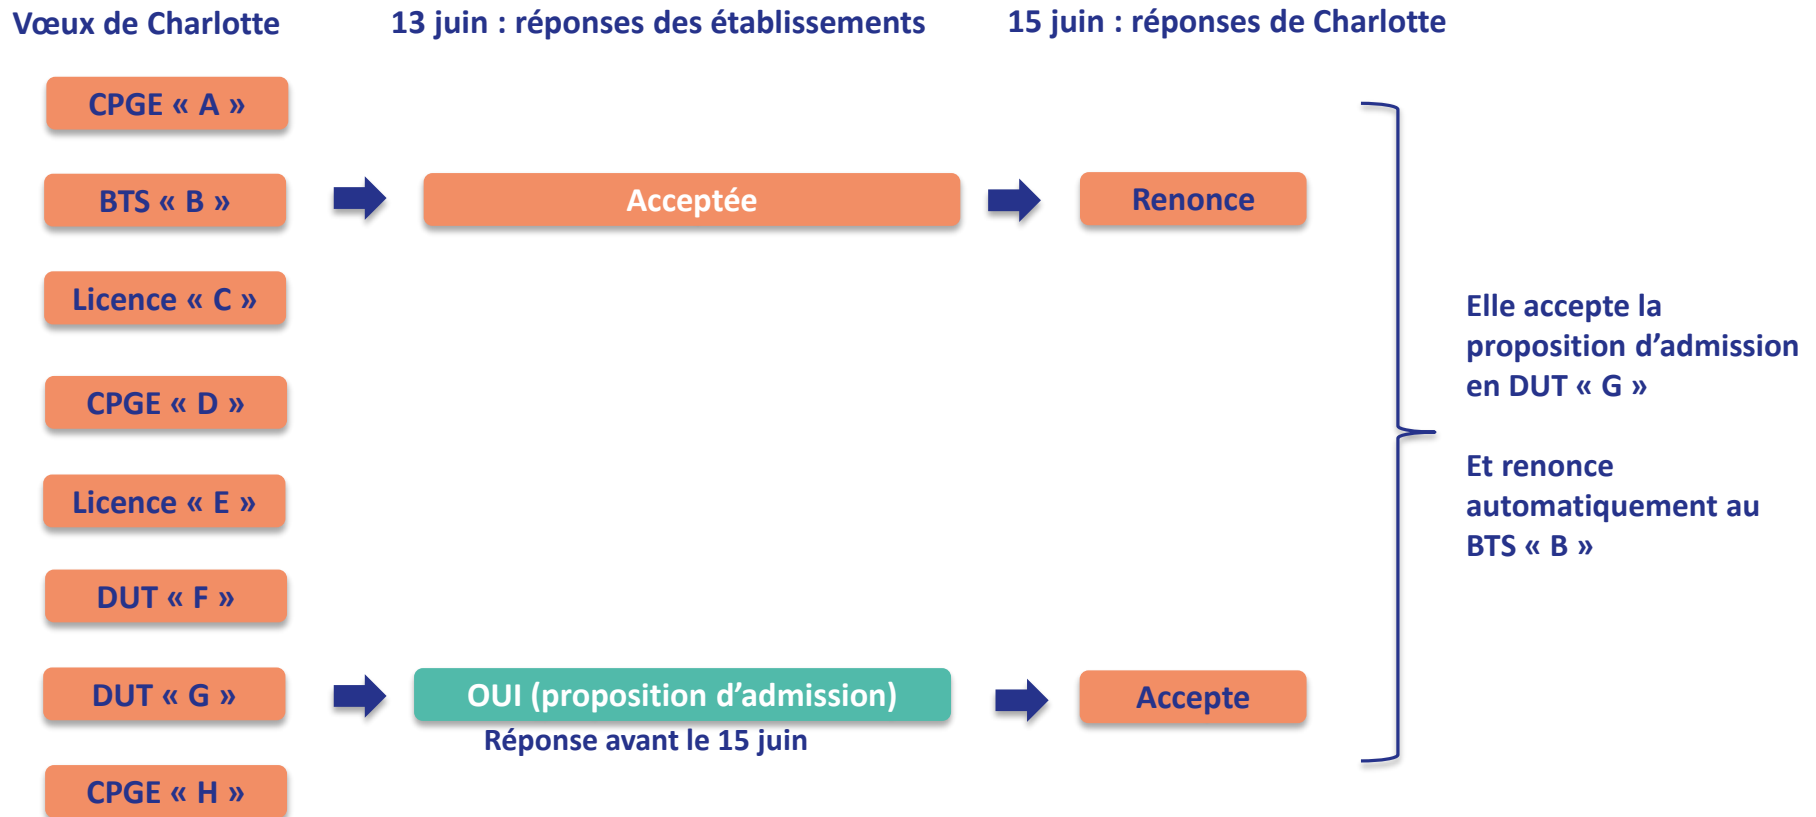 Vœux de Charlotte
13 juin : réponses des établissements
15 juin : réponses de Charlotte
CPGE « A »
BTS « B »
Acceptée
Renonce
Licence « C »
CPGE « D »
Licence « E »
DUT « F »
DUT « G »
OUI (proposition d’admission)
Accepte
Réponse avant le 15 juin
CPGE « H »
Elle accepte la
proposition d’admission
en DUT « G »
Et renonce
automatiquement au
BTS « B »